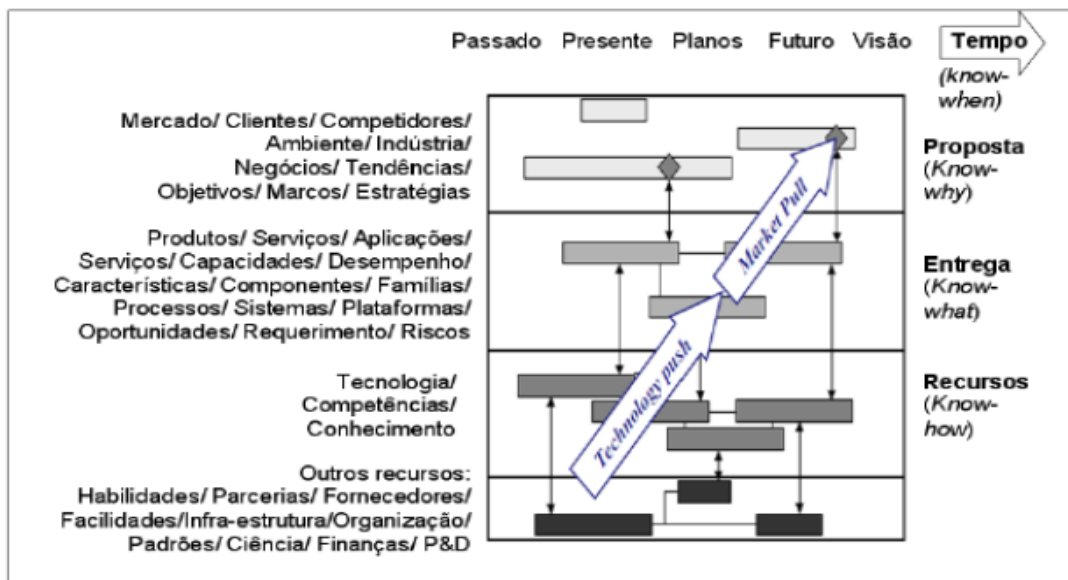 Passado Presente Planos Futuro Visão Tempo
(know-
when)
Mercado/ Clientes/ Competidores/
Ambiente/ Indústria/
Negócios/ Tendências/
Objetivos/ Marcos/ Estratégias
Proposta
(Know-
why)
Produtos/ Serviços/ Aplicações/
Serviços/ Capacidades/ Desempenho/
Características/ Componentes/ Famílias/
Processos/ Sistemas/ Plataformas/
Oportunidades/ Requerimento/ Riscos
Market Pull
Entrega
(Know-
what)
Tecnologia/
Competências/
Conhecimento
Technology push
Recursos
(Know-
how)
Outros recursos:
Habilidades/ Parcerias/ Fornecedores/
Facilidades/Infra-estrutura/Organização/
Padrões/ Ciência/ Finanças/ P&D